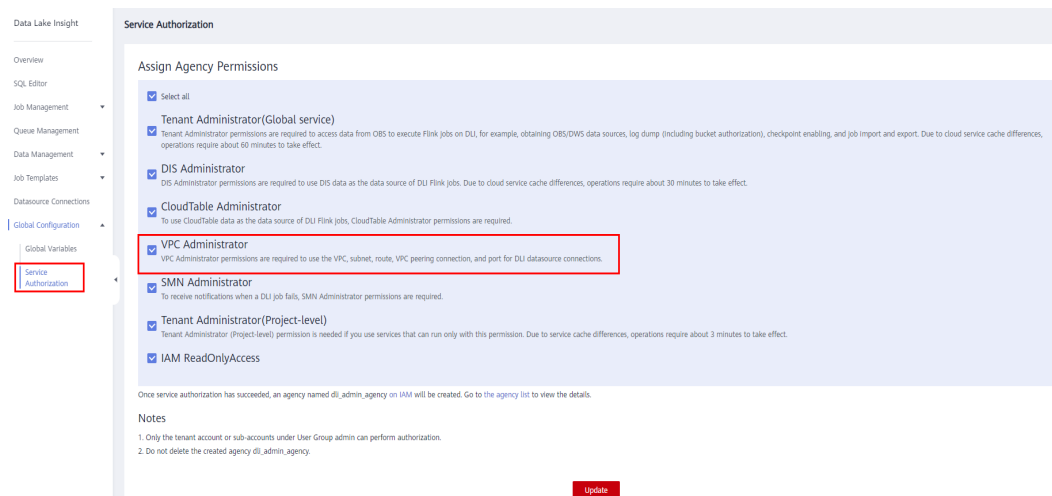 Data Lake Insight
Service Authorization
Overview
SQL Editor
Job Management
Queue Management
Data Management
Job Templates
Datasource Connections
Global Configuration
Global Variables
Service
Authorization
Assign Agency Permissions
Select all
Tenant Administrator(Global service)
Tenant Administrator permissions are required to access data from OBS to execute Flink jobs on DLI, for example, obtaining OBS/DWS data sources, log dump (including bucket authorization), checkpoint enabling, and job import and export. Due to cloud service cache differences,
operations require about 60 minutes to take effect.
DIS Administrator
DIS Administrator permissions are required to use DIS data as the data source of DLI Flink jobs. Due to cloud service cache differences, operations require about 30 minutes to take effect.
CloudTable Administrator
To use CloudTable data as the data source of DLI Flink jobs, CloudTable Administrator permissions are required.
VPC Administrator
VPC Administrator permissions are required to use the VPC, subnet, route, VPC peering connection, and port for DLI datasource connections.
SMN Administrator
To receive notifications when a DLI job fails, SMN Administrator permissions are required.
Tenant Administrator(Project-level)
Tenant Administrator (Project-level) permission is needed if you use services that can run only with this permission. Due to service cache differences, operations require about 3 minutes to take effect.
IAM ReadOnlyAccess
Once service authorization has succeeded, an agency named dli_admin_agency on IAM will be created. Go to the agency list to view the details.
Notes
1. Only the tenant account or sub-accounts under User Group admin can perform authorization.
2. Do not delete the created agency dli_admin_agency.
Update